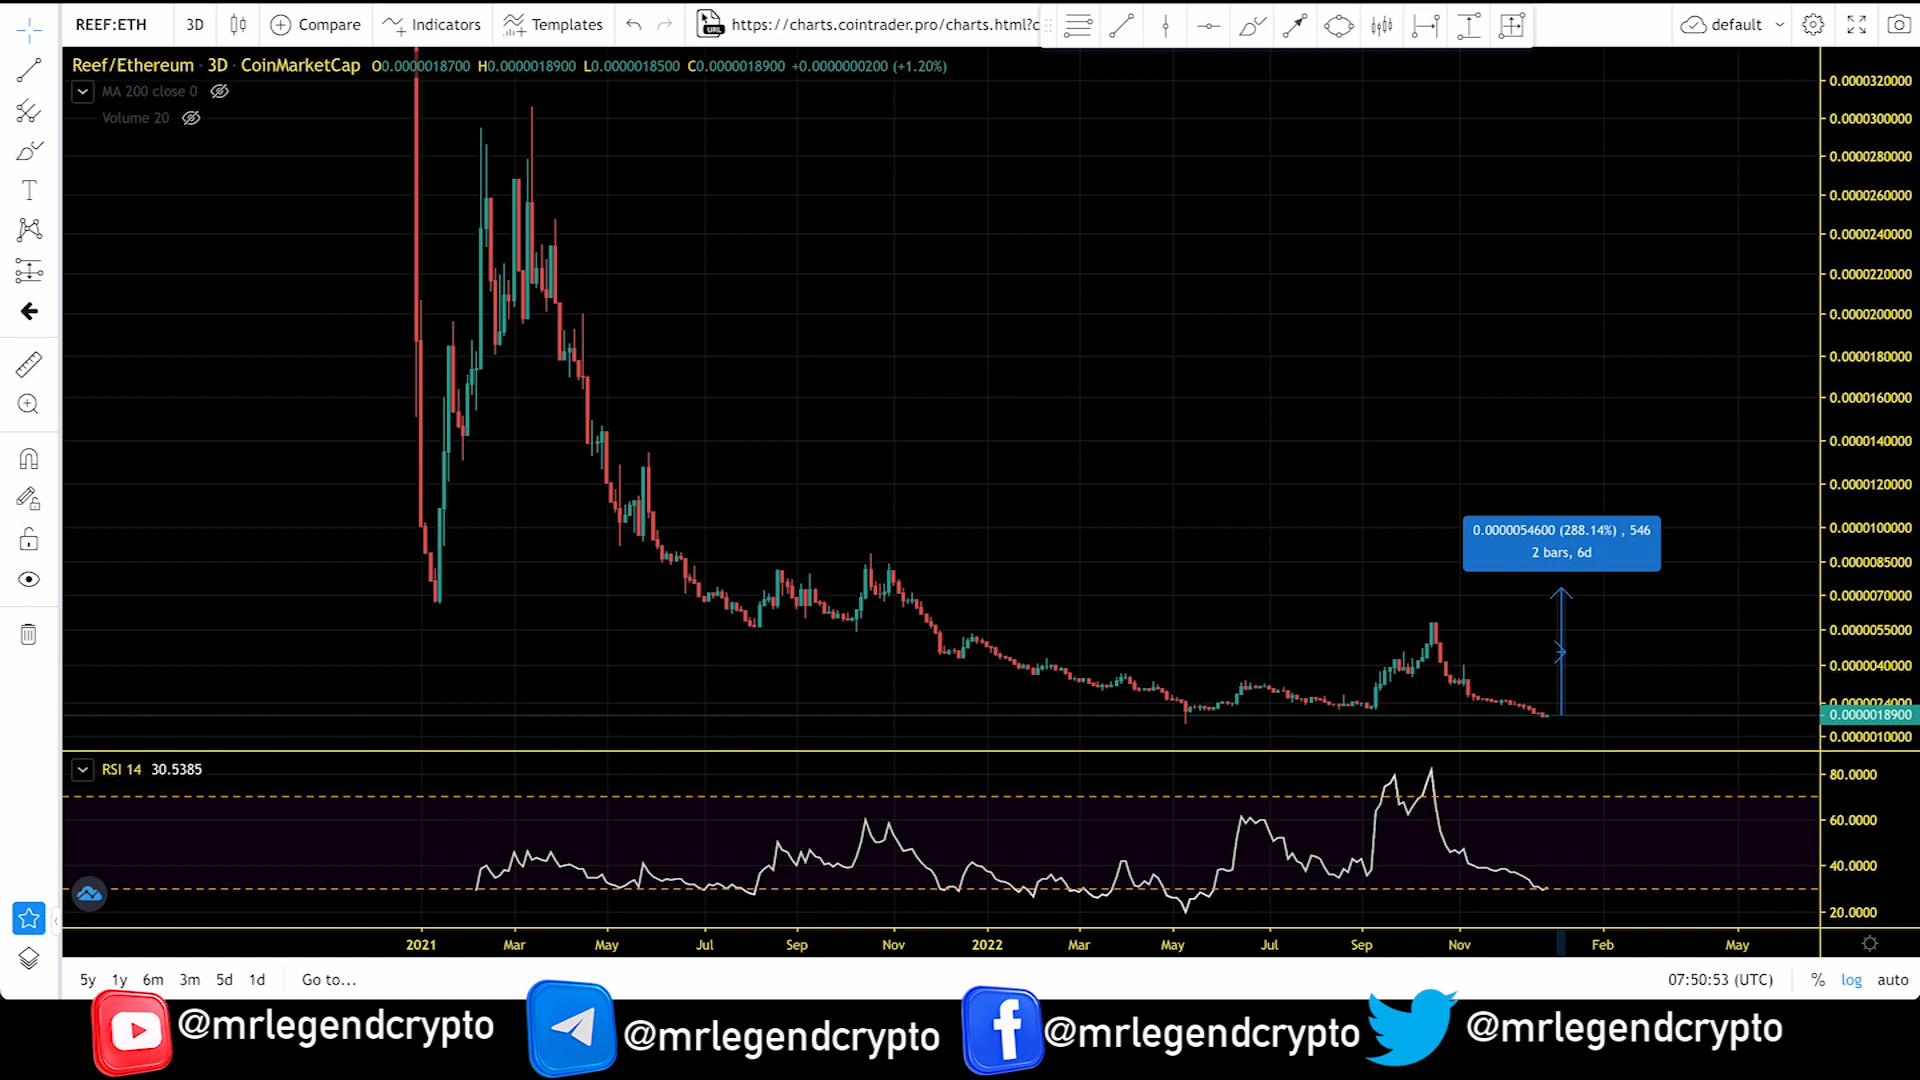 REEF:ETH 3D Compare Indicators Templates https://charts.cointrader.pro/charts.html?c default
URL
Reef/Ethereum · 3D · CoinMarketCap O0.0000018700 H0.0000018900 L0.0000018500 C0.0000018900 +0.0000000200 (+1.20%)
MA 200 close 0
Volume 20
0.0000320000
0.0000300000
0.0000280000
0.0000260000
0.0000240000
0.0000220000
0.0000200000
0.0000180000
0.0000160000
0.0000140000
0.0000120000
0.0000100000
0.0000085000
0.0000070000
0.0000055000
0.0000040000
0.0000024000
0.0000018900
0.0000010000
0.0000054600 (288.14%) , 546
2 bars, 6d
RSI 14 30.5385
80.0000
60.0000
40.0000
20.0000
2021 Mar May Jul Sep Nov 2022 Mar May Jul Sep Nov Feb May
5y 1y 6m 3m 5d 1d Go to... 07:50:53 (UTC) % log auto
@mrlegendcrypto @mrlegendcrypto @mrlegendcrypto @mrlegendcrypto